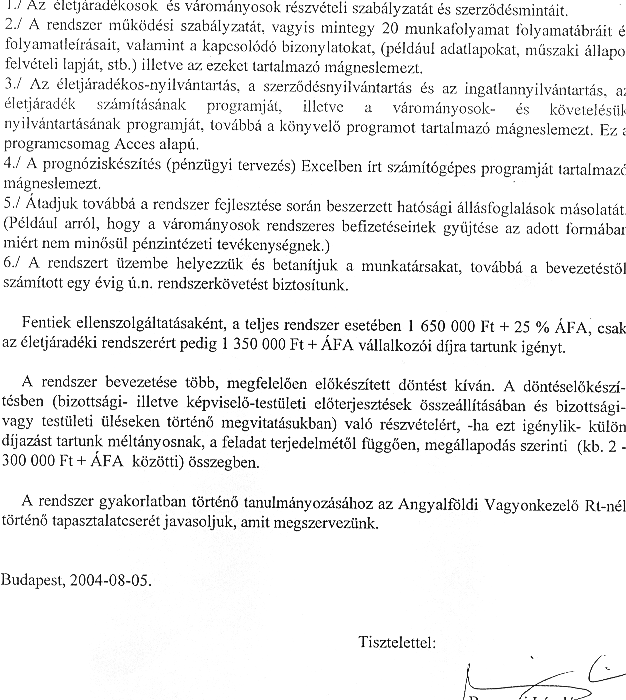 1./ Az életjáradékosok és várományosok részvételi szabályzatát és szerződésmintáit.
2./ A rendszer működési szabályzatát, vagyis mintegy 20 munkafolyamat folyamatábráit é
folyamatleírásait, valamint a kapcsolódó bizonylatokat, (például adatlapokat, műszaki állapo
felvételi lapját, stb.) illetve az ezeket tartalmazó mágneslemezt.
3./ Az életjáradékos-nyilvántartás, a szerződésnyilvántartás és az ingatlannyilvántartás, az
életjáradék számításának programját, illetve a várományosok- és követelésük
nyilvántartásának programját, továbbá a könyvelő programot tartalmazó mágneslemezt. Ez a
programcsomag Acces alapú.
4./ A prognóziskészítés (pénzügyi tervezés) Excelben írt számítógépes programját tartalmazó
mágneslemezt.
5./ Átadjuk továbbá a rendszer fejlesztése során beszerzett hatósági állásfoglalások másolatát.
(Például arról, hogy a várományosok rendszeres befizetéseinek gyűjtése az adott formában
miért nem minősül pénzintézeti tevékenységnek.)
6./ A rendszert üzembe helyezzük és betanítjuk a munkatársakat, továbbá a bevezetéstől
számított egy évig ú.n. rendszerkövetést biztosítunk.
Fentiek ellenszolgáltatásaként, a teljes rendszer esetében 1 650 000 Ft + 25 % ÁFA, csak
az életjáradéki rendszerért pedig 1 350 000 Ft + ÁFA vállalkozói díjra tartunk igényt.
A rendszer bevezetése több, megfelelően előkészített döntést kíván. A döntéselőkészí-
tésben (bizottsági- illetve képviselő-testületi előterjesztések összeállításában és bizottsági-
vagy testületi üléseken történő megvitatásukban) való részvételért, -ha ezt igénylik- külön
díjazást tartunk méltányosnak, a feladat terjedelmétől függően, megállapodás szerinti (kb. 2 -
300 000 Ft + ÁFA közötti) összegben.
A rendszer gyakorlatban történő tanulmányozásához az Angyalföldi Vagyonkezelő Rt-nél
történő tapasztalatcserét javasoljuk, amit megszervezünk.
Budapest, 2004-08-05.
Tisztelettel: